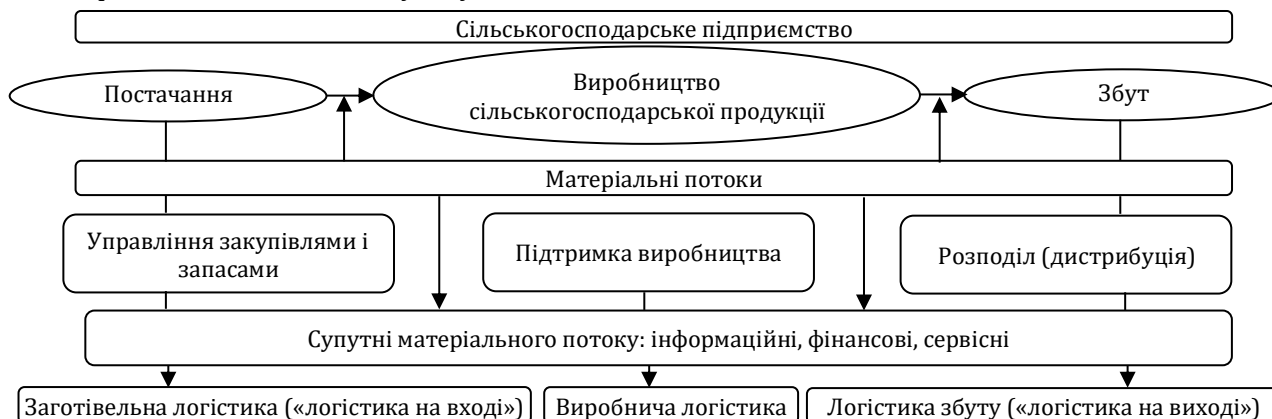 Сільськогосподарське підприємство
Постачання
Виробництво
сільськогосподарської продукції
Збут
Матеріальні потоки
Управління закупівлями і
запасами
Підтримка виробництва
Розподіл (дистрибуція)
Супутні матеріального потоку: інформаційні, фінансові, сервісні
Заготівельна логістика («логістика на вході»)
Виробнича логістика
Логістика збуту («логістика на виході»)